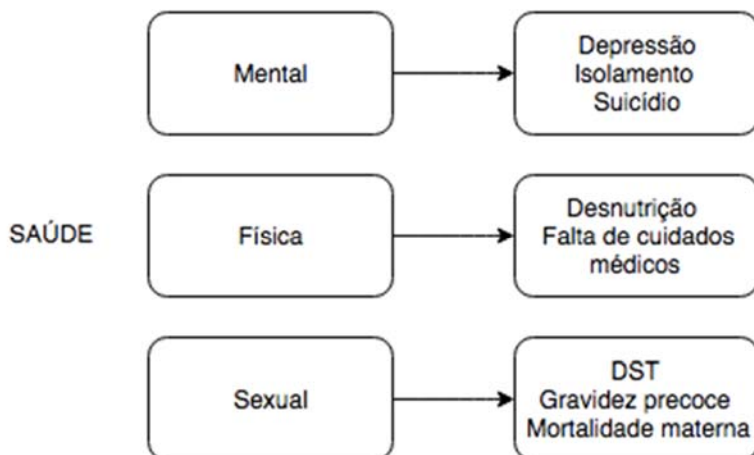 Mental
Depressão
Isolamento
Suicídio
SAÚDE
Física
Desnutrição
Falta de cuidados
médicos
Sexual
DST
Gravidez precoce
Mortalidade materna